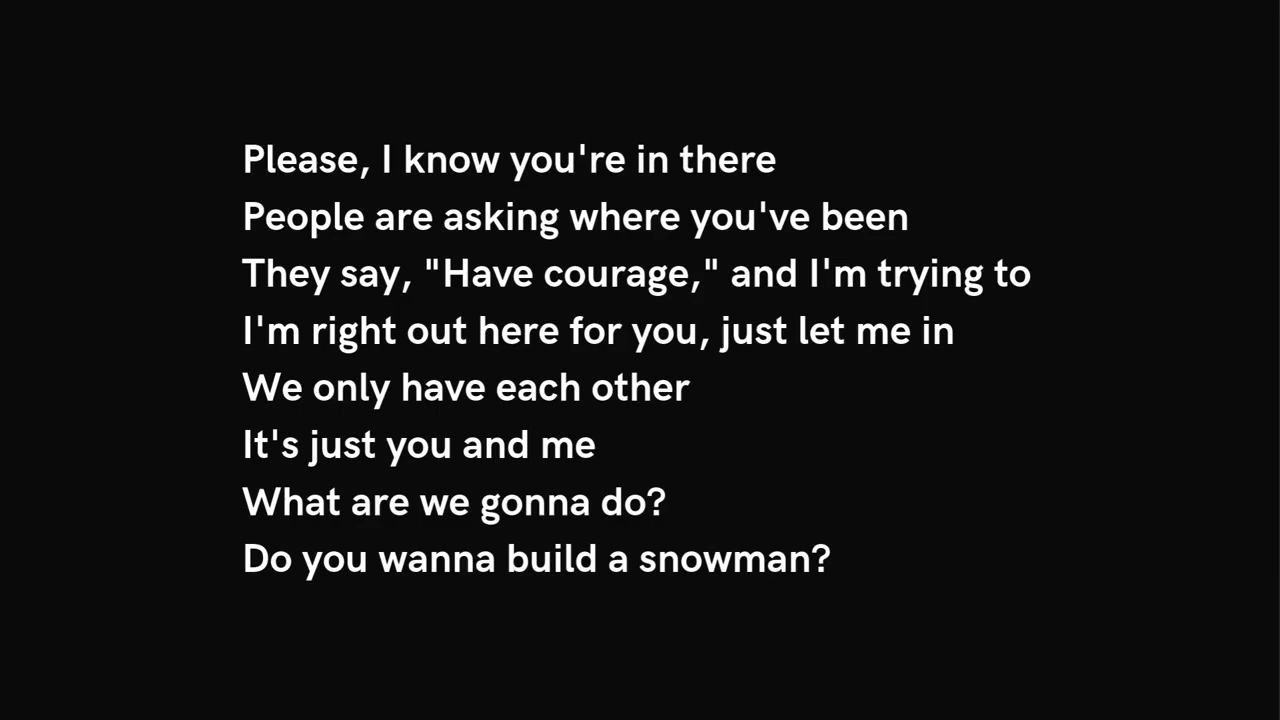 Please, I know you're in there
People are asking where you've been
They say, "Have courage," and I'm trying to
I'm right out here for you, just let me in
We only have each other
It's just you and me
What are we gonna do?
Do you wanna build a snowman?